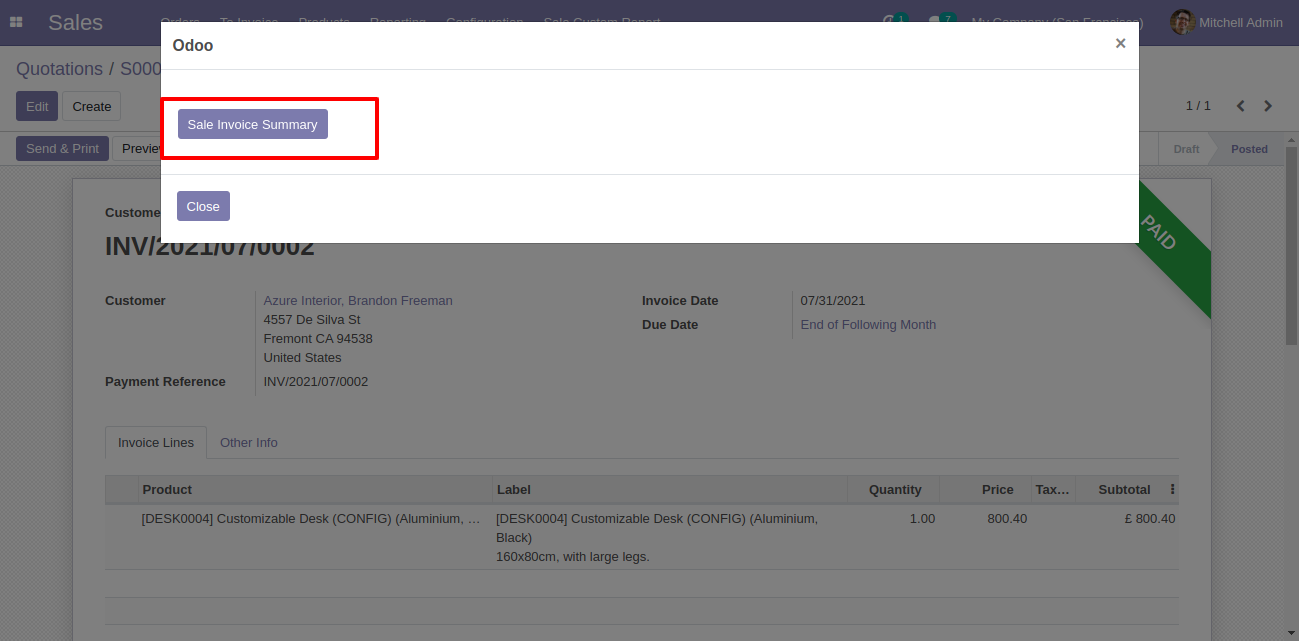 Sales Orders To Invoice Products Reporting Configuration Sale Custom Report 1 7 My Company (San Francisco) Mitchell Admin
Odoo ×
Quotations / S000
Edit Create 1 / 1
Sale Invoice Summary
Send & Print Draft Posted
Close
PAID
INV/2021/07/0002
Customer Azure Interior, Brandon Freeman Invoice Date 07/31/2021
4557 De Silva St Due Date End of Following Month
Fremont CA 94538
United States
Payment Reference INV/2021/07/0002
Invoice Lines Other Info
Product Label Quantity Price Tax... Subtotal
[DESK0004] Customizable Desk (CONFIG) (Aluminium, ... [DESK0004] Customizable Desk (CONFIG) (Aluminium, 1.00 800.40 £ 800.40
Black)
160x80cm, with large legs.